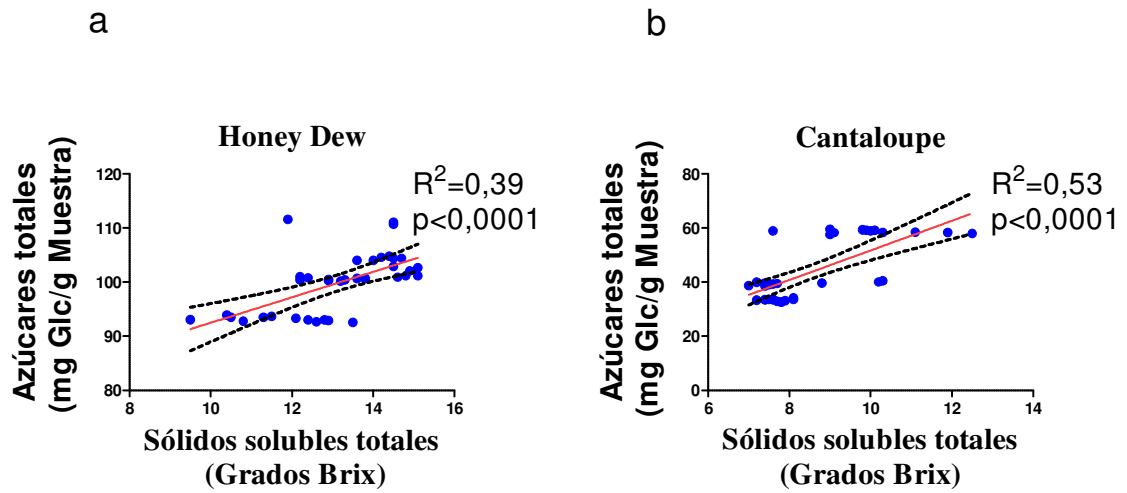 a
b
Honey Dew
Cantaloupe
R²=0,39
p<0,0001
R²=0,53
p<0,0001
Azúcares totales
(mg Glc/g Muestra)
120
110
100
90
80
8 10 12 14 16
Sólidos solubles totales
(Grados Brix)
Azúcares totales
(mg Glc/g Muestra)
80
60
40
20
0
6 8 10 12 14
Sólidos solubles totales
(Grados Brix)